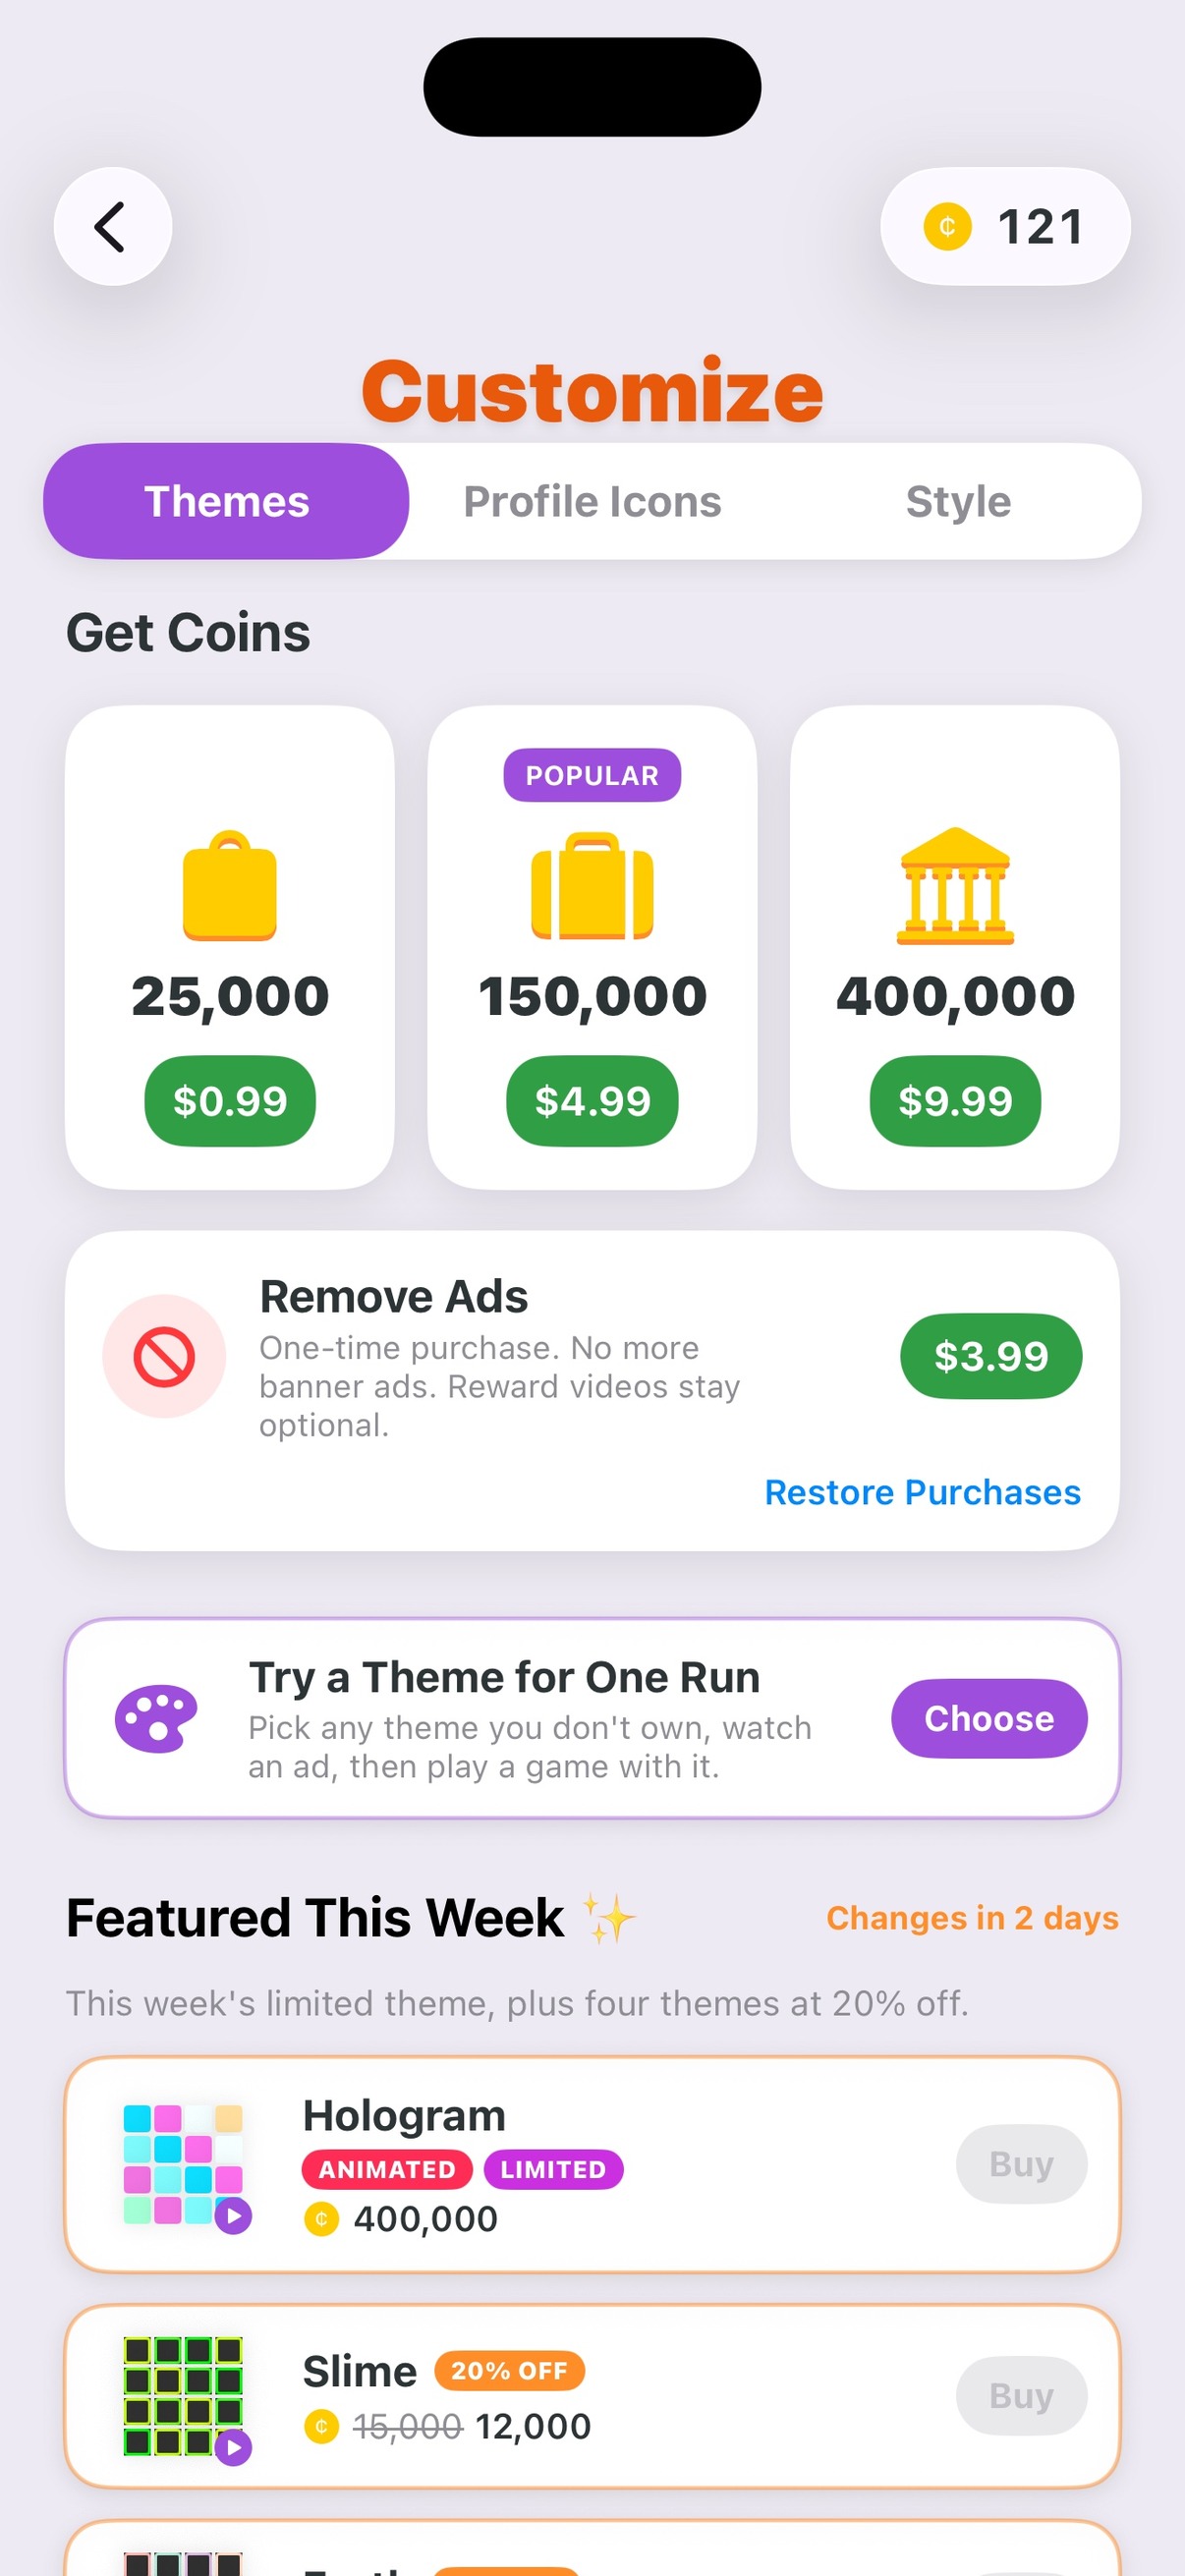 ¢ 121
Customize
Themes Profile Icons Style
Get Coins
POPULAR
25,000 150,000 400,000
$0.99 $4.99 $9.99
Remove Ads
One-time purchase. No more
banner ads. Reward videos stay
optional.
$3.99
Restore Purchases
Try a Theme for One Run
Pick any theme you don't own, watch
an ad, then play a game with it.
Choose
Featured This Week ✨ Changes in 2 days
This week's limited theme, plus four themes at 20% off.
Hologram
ANIMATED LIMITED
¢ 400,000
Buy
Slime 20% OFF
¢ 15,000 12,000
Buy